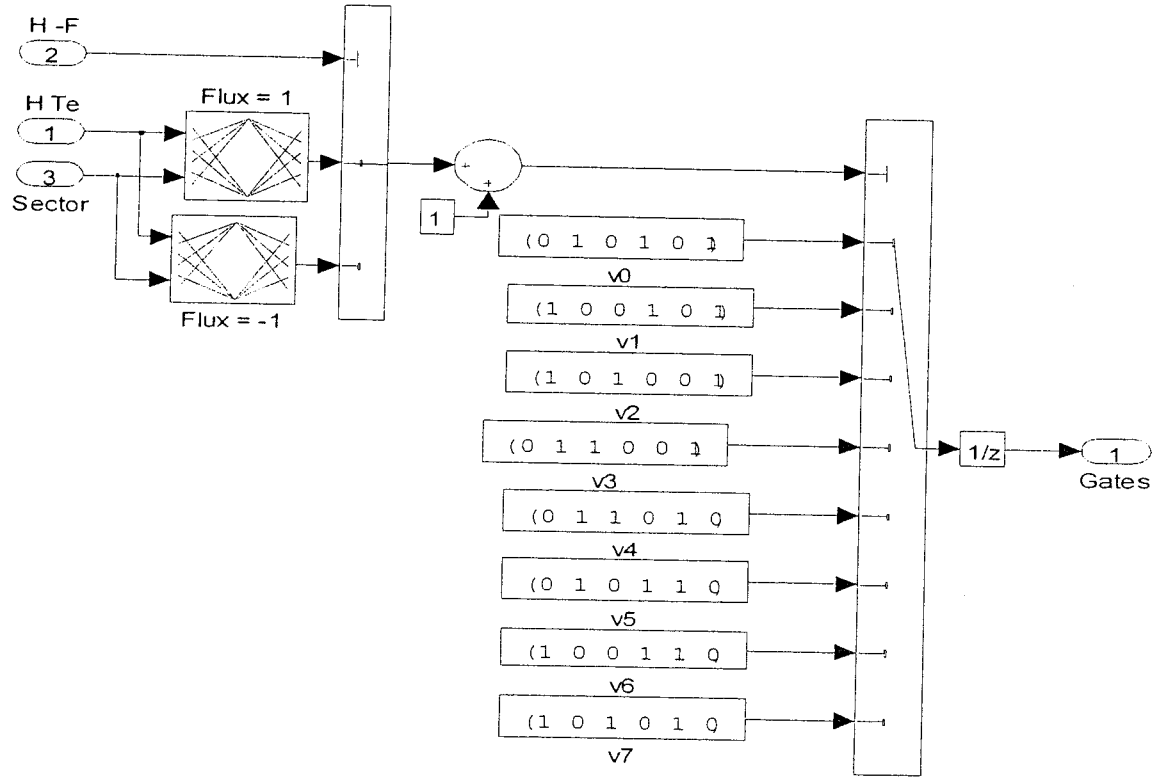 H -F
2
H Te
1
3
Sector
Flux = 1
Flux = -1
+
+
1
(0 1 0 1 0 1)
v0
(1 0 0 1 0 1)
v1
(1 0 1 0 0 1)
v2
(0 1 1 0 0 1)
v3
(0 1 1 0 1 0)
v4
(0 1 0 1 1 0)
v5
(1 0 0 1 1 0)
v6
(1 0 1 0 1 0)
v7
1/z
1
Gates